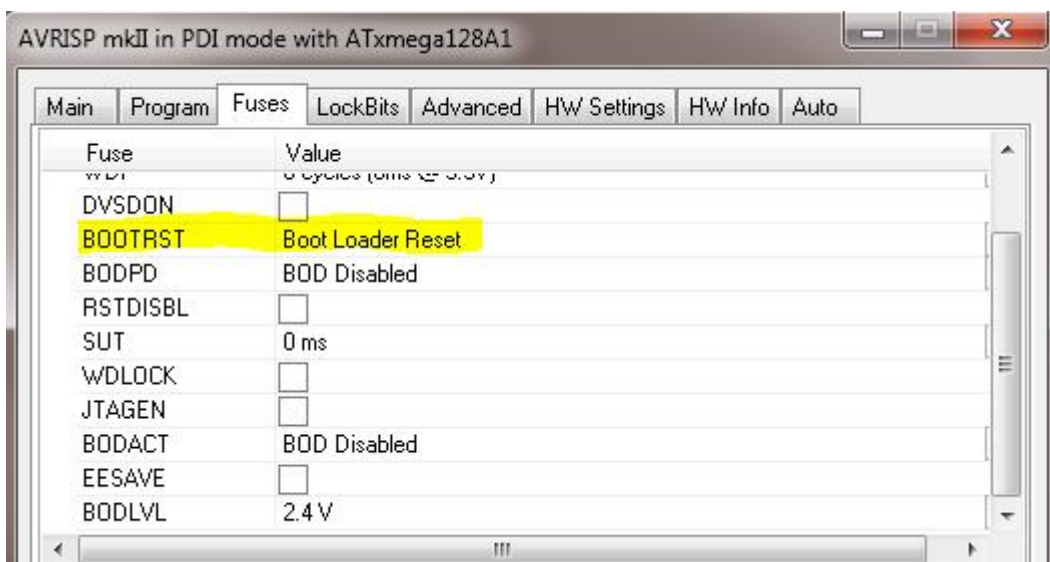 AVRISP mkII in PDI mode with ATxmega128A1
Main Program Fuses LockBits Advanced HW Settings HW Info Auto
Fuse Value
DVSDON
BOOTRST Boot Loader Reset
BODPD BOD Disabled
RSTDISBL
SUT 0 ms
WDLOCK
JTAGEN
BODACT BOD Disabled
EESAVE
BODLVL 2.4 V